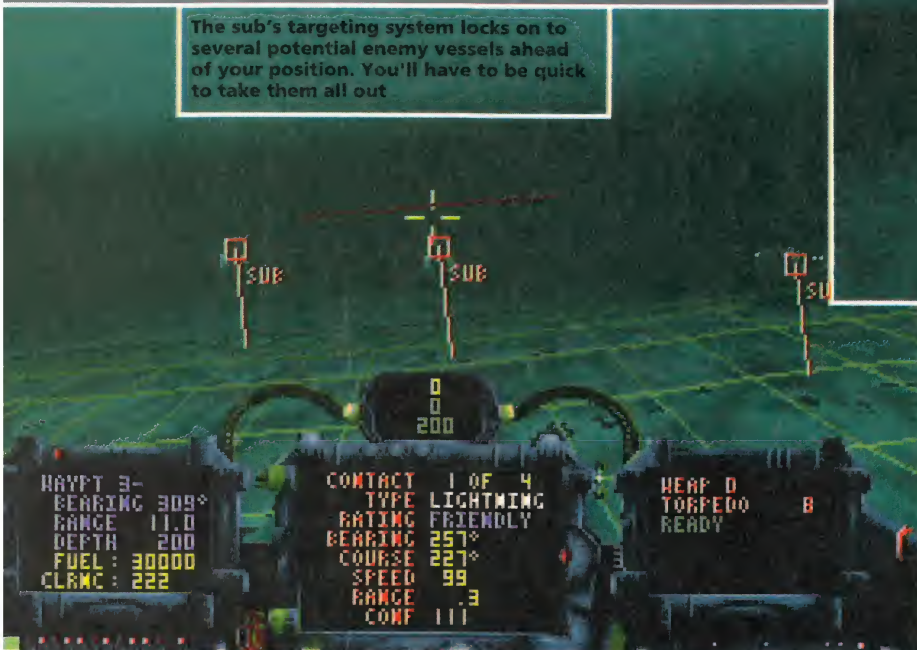 The sub's targeting system locks on to
several potential enemy vessels ahead
of your position. You'll have to be quick
to take them all out
SUB
SUB
0
0
200
WAYPT 3-
BEARING 309°
RANGE 11.0
DEPTH 200
FUEL: 30000
CLRNC: 222
CONTACT 1 OF 4
TYPE LIGHTNING
RATING FRIENDLY
BEARING 257°
COURSE 227°
SPEED 99
RANGE .3
CONF III
WEAP 0
TORPEDO 8
READY